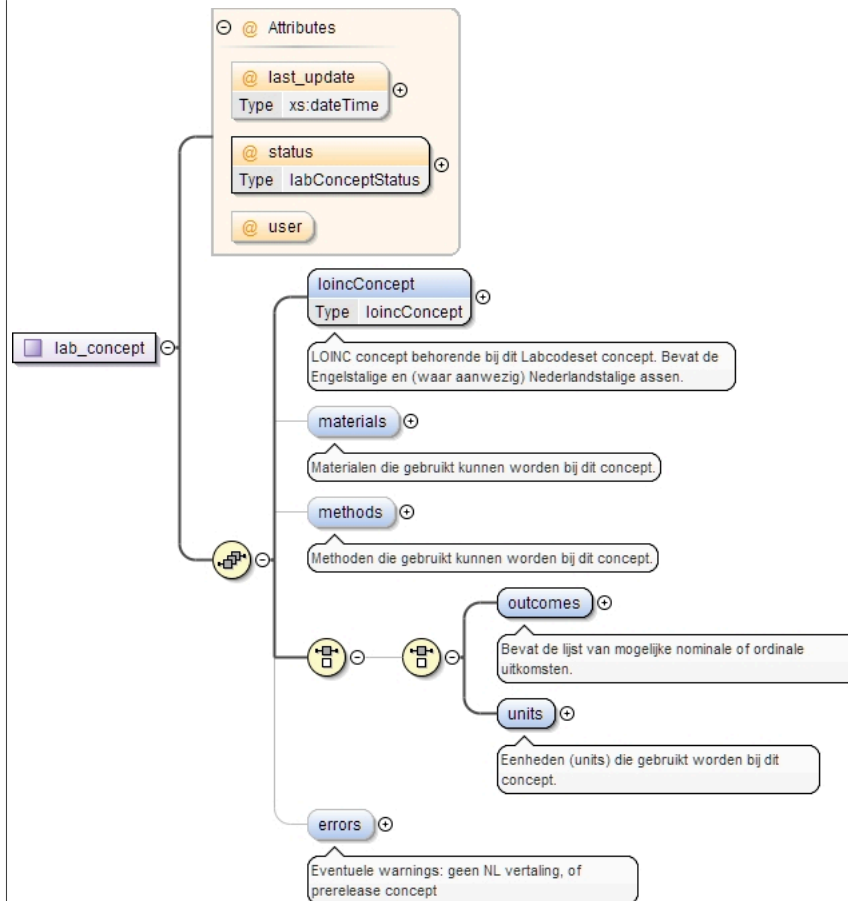 @ Attributes
@ last_update
Type xs:dateTime
@ status
Type labConceptStatus
@ user
loincConcept
Type loincConcept
lab_concept
LOINC concept behorende bij dit Labcodeset concept. Bevat de
Engelstalige en (waar aanwezig) Nederlandstalige assen.
materials
Materialen die gebruikt kunnen worden bij dit concept.
methods
Methoden die gebruikt kunnen worden bij dit concept.
outcomes
Bevat de lijst van mogelijke nominale of ordinale
uitkomsten.
units
Eenheden (units) die gebruikt worden bij dit
concept.
errors
Eventuele warnings: geen NL vertaling, of
prerelease concept